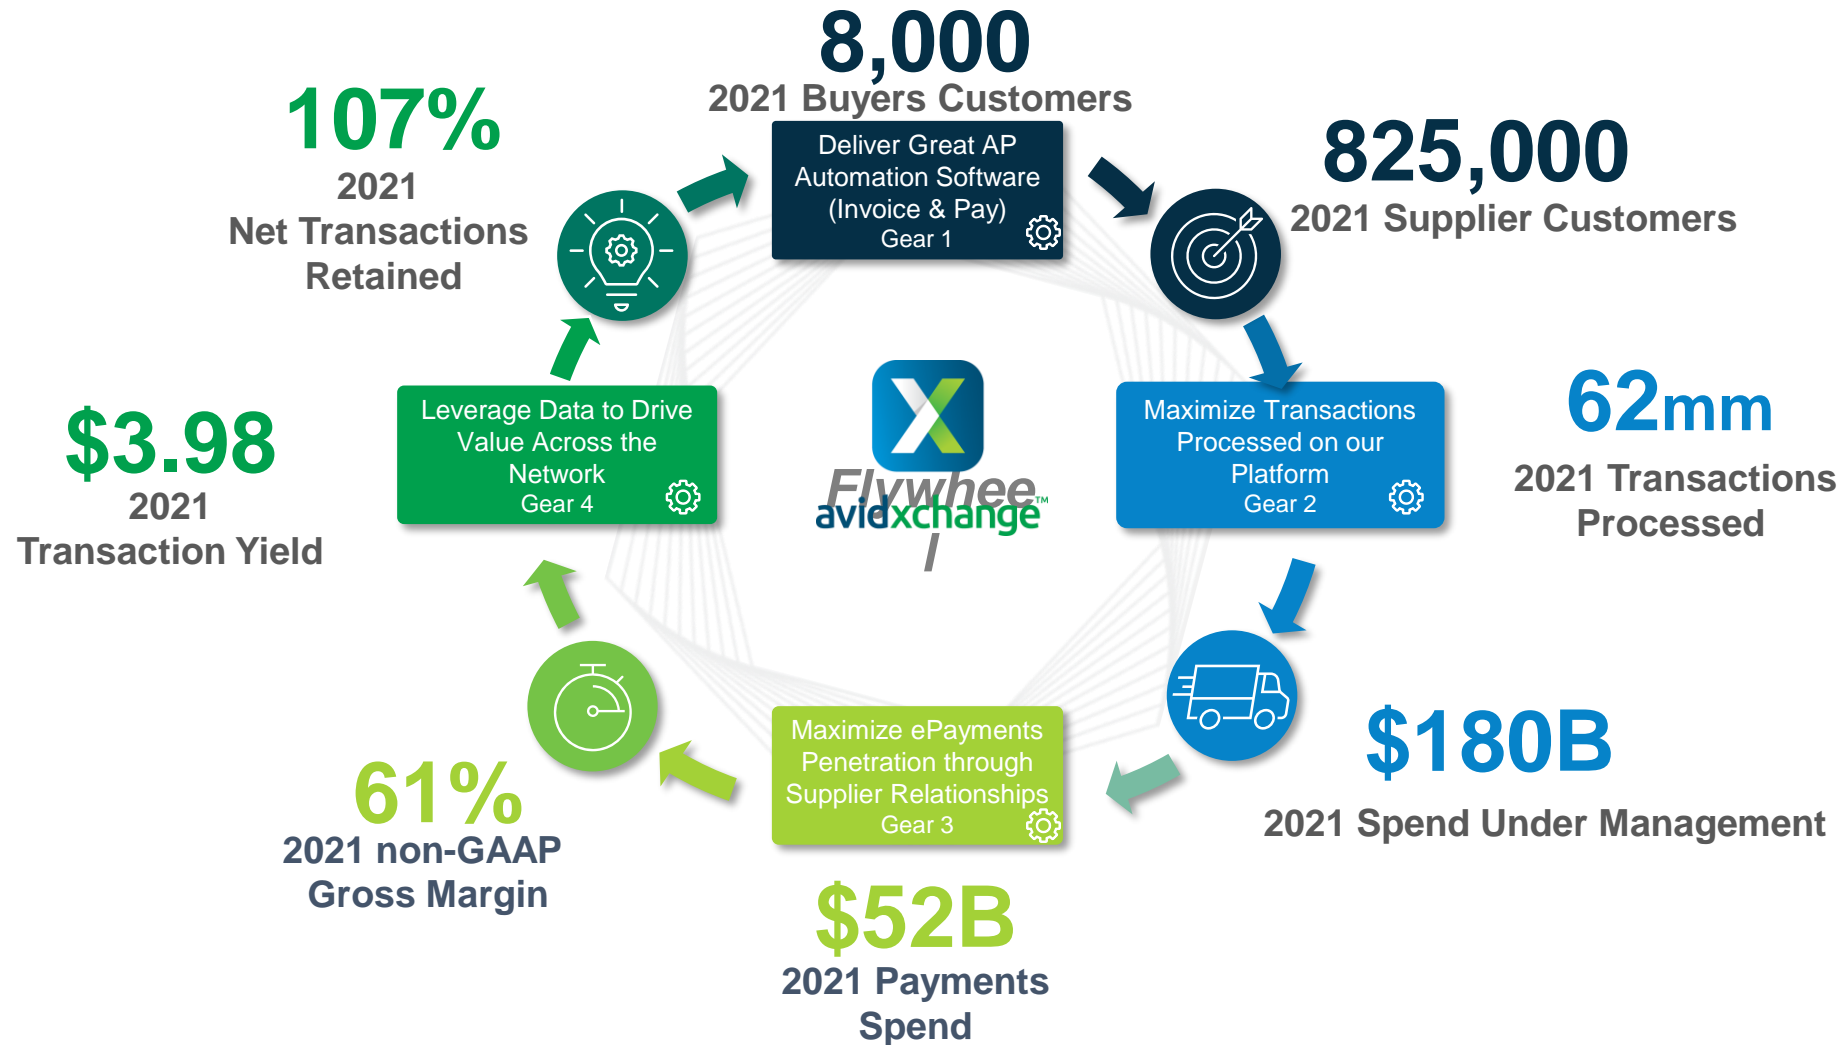 8,000
2021 Buyers Customers
Deliver Great AP
Automation Software
(Invoice & Pay)
Gear 1
825,000
2021 Supplier Customers
Maximize Transactions
Processed on our
Platform
Gear 2
62mm
2021 Transactions
Processed
$180B
2021 Spend Under Management
Maximize ePayments
Penetration through
Supplier Relationships
Gear 3
$52B
2021 Payments
Spend
61%
2021 non-GAAP
Gross Margin
Leverage Data to Drive
Value Across the
Network
Gear 4
$3.98
2021
Transaction Yield
107%
2021
Net Transactions
Retained
X
Flywhee
avidxchange™
l